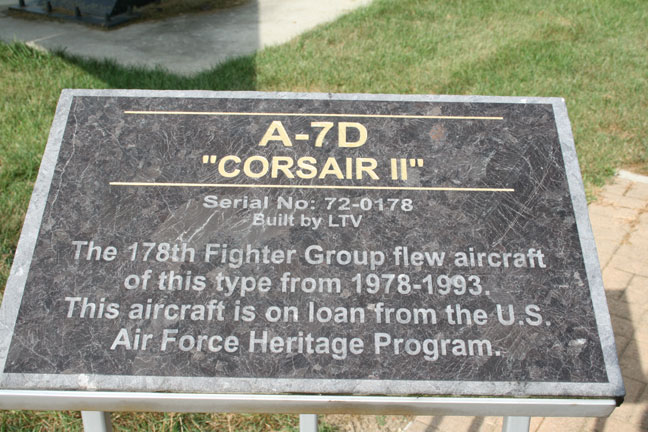 A-7D
"CORSAIR II"
Serial No: 72-0178
Built by LTV
The 178th Fighter Group flew aircraft
of this type from 1978-1993.
This aircraft is on loan from the U.S.
Air Force Heritage Program.